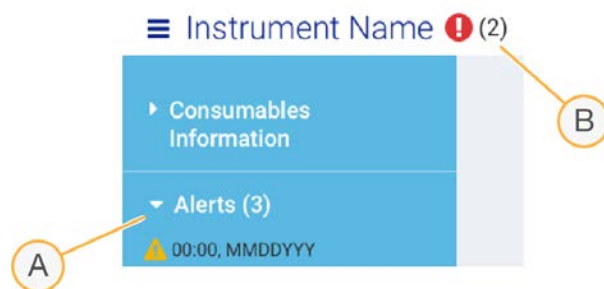 Instrument Name (2)
B
Consumables
Information
Alerts (3)
A
00:00, MMDDYYY